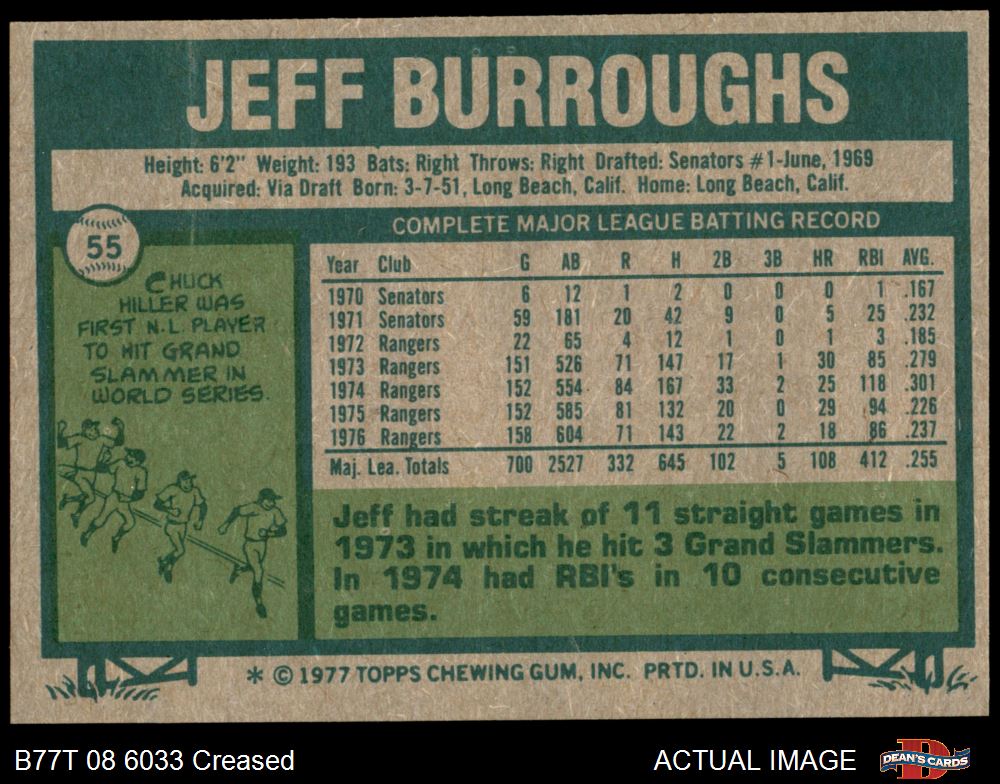 JEFF BURROUGHS
Height: 6'2" Weight: 193 Bats: Right Throws: Right Drafted: Senators #1-June, 1969
Acquired: Via Draft Born: 3-7-51, Long Beach, Calif. Home: Long Beach, Calif.
55
CHUCK
HILLER WAS
FIRST N.L. PLAYER
TO HIT GRAND
SLAMMER IN
WORLD SERIES.
COMPLETE MAJOR LEAGUE BATTING RECORD
Year Club G AB R H 2B 3B HR RBI AVG.
1970 Senators 6 12 1 2 0 0 0 1 .167
1971 Senators 59 181 20 42 9 0 5 25 .232
1972 Rangers 22 65 4 12 1 0 1 3 .185
1973 Rangers 151 526 71 147 17 1 30 85 .279
1974 Rangers 152 554 84 167 33 2 25 118 .301
1975 Rangers 152 585 81 132 20 0 29 94 .226
1976 Rangers 158 604 71 143 22 2 18 86 .237
Maj. Lea. Totals 700 2527 332 645 102 5 108 412 .255
Jeff had streak of 11 straight games in
1973 in which he hit 3 Grand Slammers.
In 1974 had RBI's in 10 consecutive
games.
* © 1977 TOPPS CHEWING GUM, INC. PRTD. IN U.S.A.
B77T 08 6033 Creased
ACTUAL IMAGE
DEAN'S CARDS